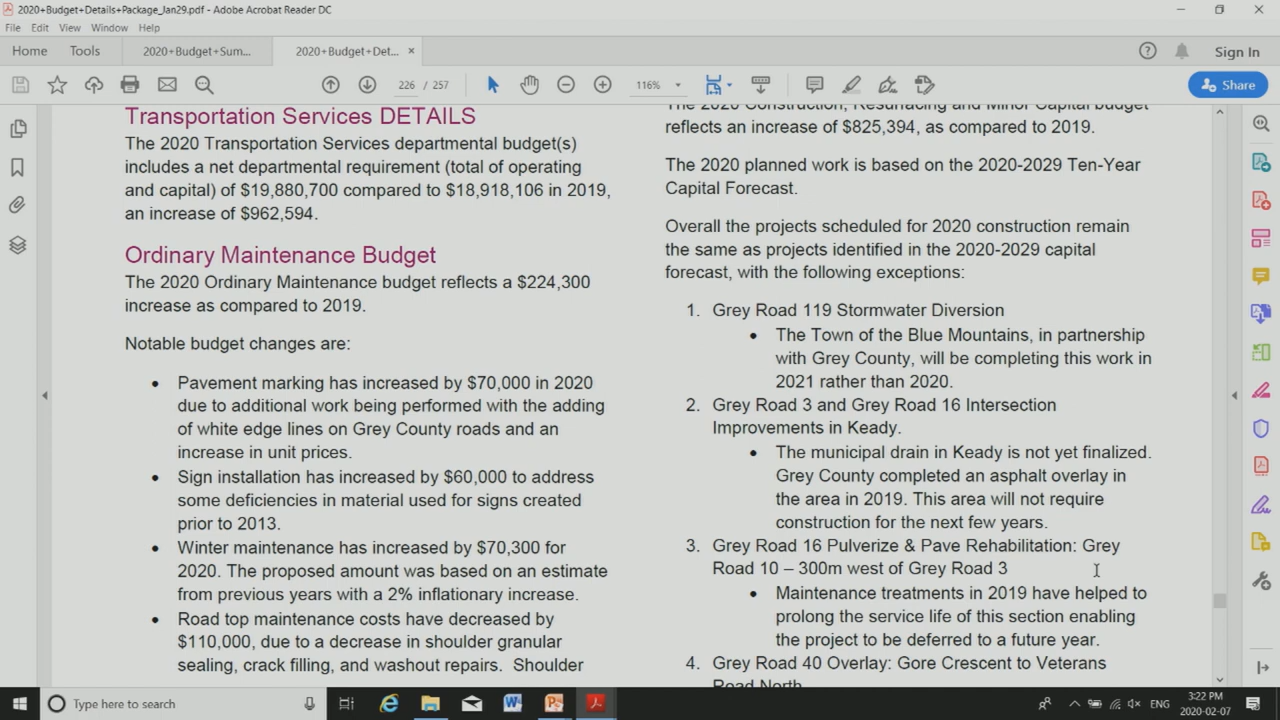 2020+Budget+Details+Package_Jan29.pdf - Adobe Acrobat Reader DC
File Edit View Window Help
Home Tools 2020+Budget+Sum... 2020+Budget+Det... Sign In
226 / 257 116% Share
Transportation Services DETAILS
The 2020 Transportation Services departmental budget(s)
includes a net departmental requirement (total of operating
and capital) of $19,880,700 compared to $18,918,106 in 2019,
an increase of $962,594.
Ordinary Maintenance Budget
The 2020 Ordinary Maintenance budget reflects a $224,300
increase as compared to 2019.
Notable budget changes are:
• Pavement marking has increased by $70,000 in 2020
due to additional work being performed with the adding
of white edge lines on Grey County roads and an
increase in unit prices.
• Sign installation has increased by $60,000 to address
some deficiencies in material used for signs created
prior to 2013.
• Winter maintenance has increased by $70,300 for
2020. The proposed amount was based on an estimate
from previous years with a 2% inflationary increase.
• Road top maintenance costs have decreased by
$110,000, due to a decrease in shoulder granular
sealing, crack filling, and washout repairs. Shoulder
The 2020 Construction, Resurfacing and Minor Capital budget
reflects an increase of $825,394, as compared to 2019.
The 2020 planned work is based on the 2020-2029 Ten-Year
Capital Forecast.
Overall the projects scheduled for 2020 construction remain
the same as projects identified in the 2020-2029 capital
forecast, with the following exceptions:
1. Grey Road 119 Stormwater Diversion
• The Town of the Blue Mountains, in partnership
with Grey County, will be completing this work in
2021 rather than 2020.
2. Grey Road 3 and Grey Road 16 Intersection
Improvements in Keady.
• The municipal drain in Keady is not yet finalized.
Grey County completed an asphalt overlay in
the area in 2019. This area will not require
construction for the next few years.
3. Grey Road 16 Pulverize & Pave Rehabilitation: Grey
Road 10 – 300m west of Grey Road 3
• Maintenance treatments in 2019 have helped to
prolong the service life of this section enabling
the project to be deferred to a future year.
4. Grey Road 40 Overlay: Gore Crescent to Veterans
Road North
Type here to search
ENG
3:22 PM
2020-02-07